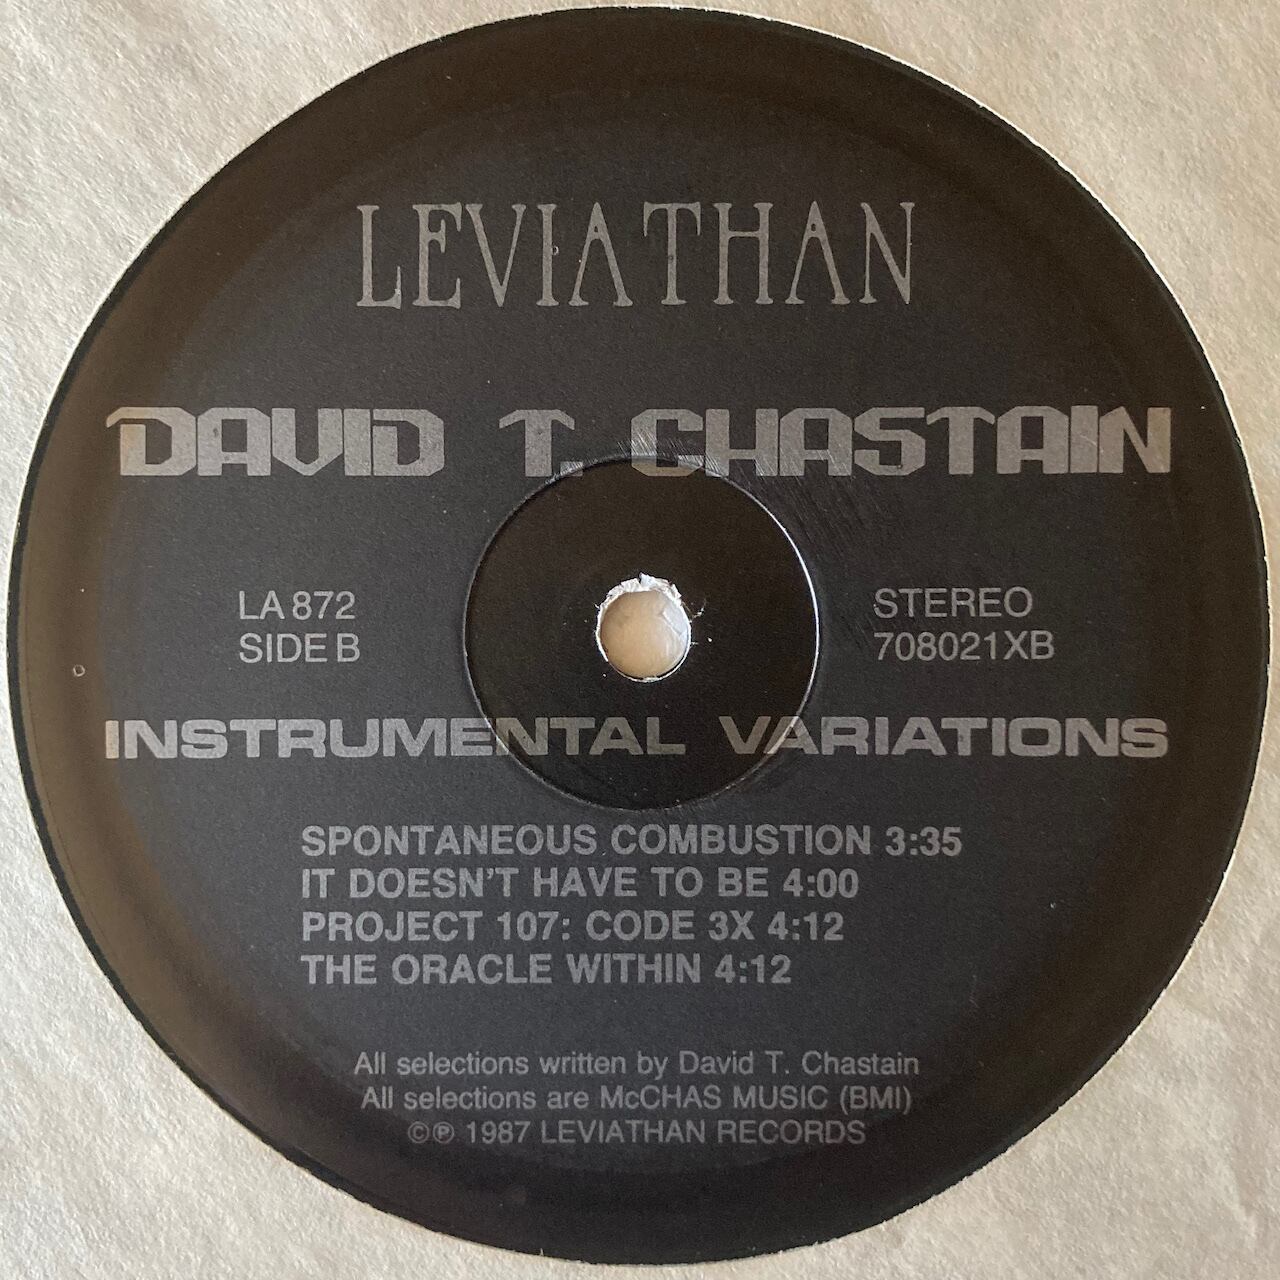 LEVIATHAN
DAVID T. CHASTAIN
LA 872
SIDE B
STEREO
708021XB
INSTRUMENTAL VARIATIONS
SPONTANEOUS COMBUSTION 3:35
IT DOESN'T HAVE TO BE 4:00
PROJECT 107: CODE 3X 4:12
THE ORACLE WITHIN 4:12
All selections written by David T. Chastain
All selections are McCHAS MUSIC (BMI)
©℗ 1987 LEVIATHAN RECORDS